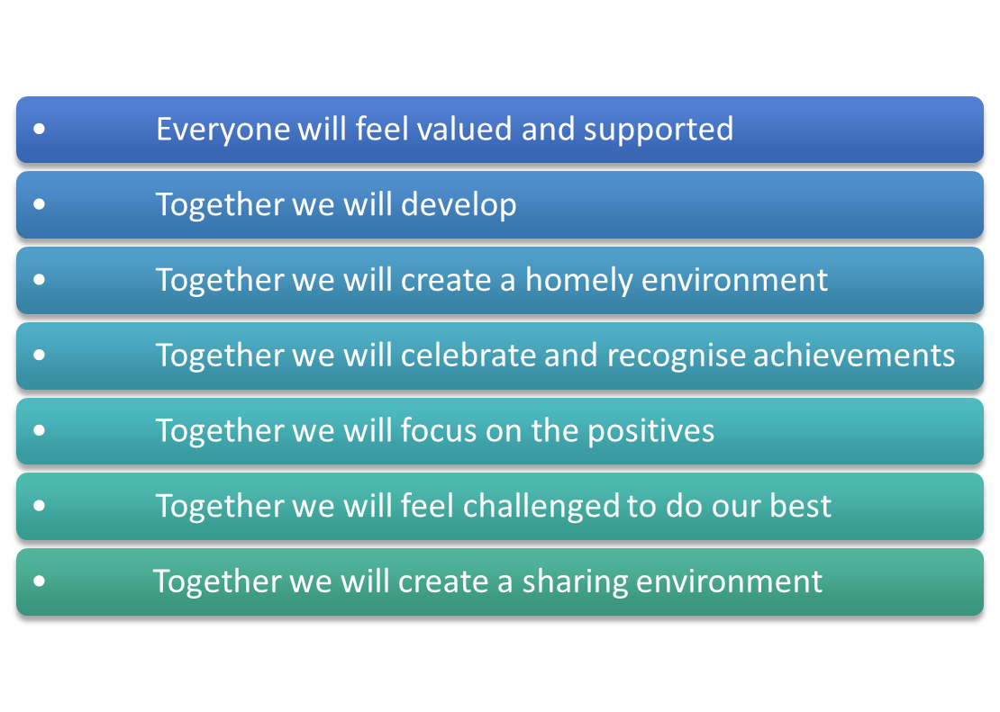 • Everyone will feel valued and supported
• Together we will develop
• Together we will create a homely environment
• Together we will celebrate and recognise achievements
• Together we will focus on the positives
• Together we will feel challenged to do our best
• Together we will create a sharing environment